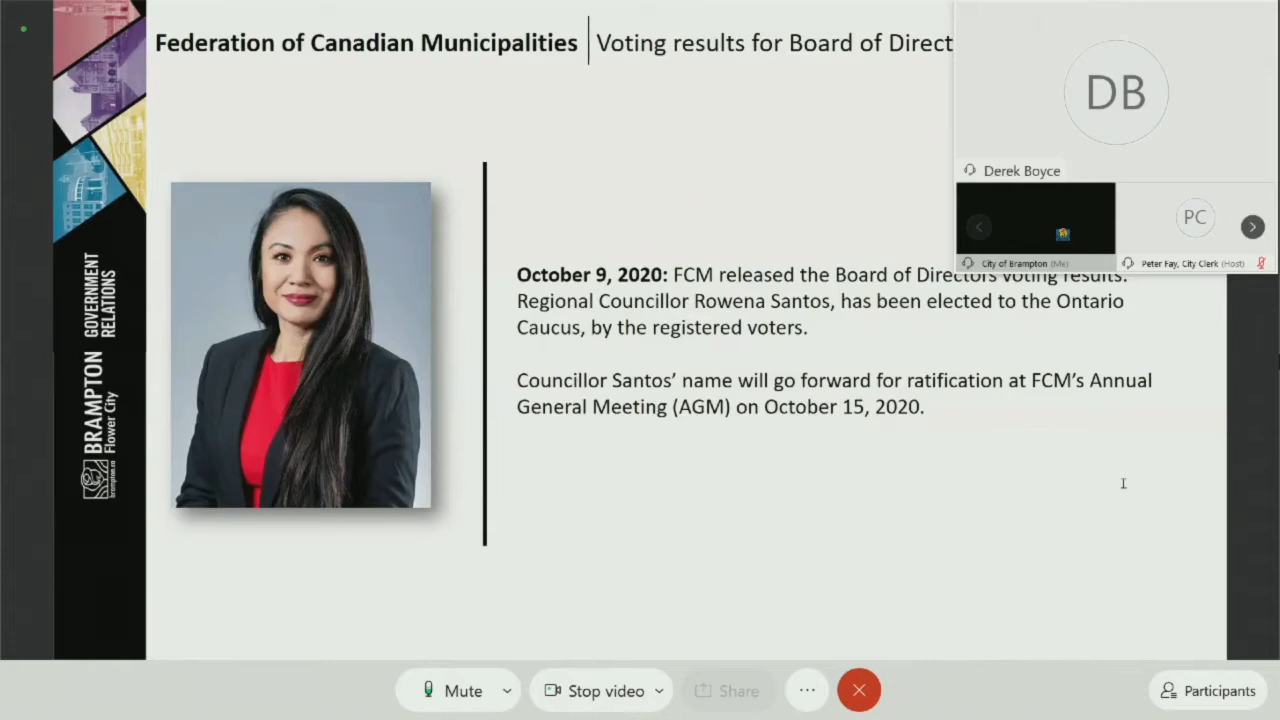 Federation of Canadian Municipalities Voting results for Board of Direct
DB
Derek Boyce
PC
City of Brampton (Me)
Peter Fay, City Clerk (Host)
October 9, 2020: FCM released the Board of Directors voting results.
Regional Councillor Rowena Santos, has been elected to the Ontario
Caucus, by the registered voters.
Councillor Santos’ name will go forward for ratification at FCM’s Annual
General Meeting (AGM) on October 15, 2020.
GOVERNMENT
RELATIONS
BRAMPTON
Flower City
brampton.ca
Mute
Stop video
Share
Participants